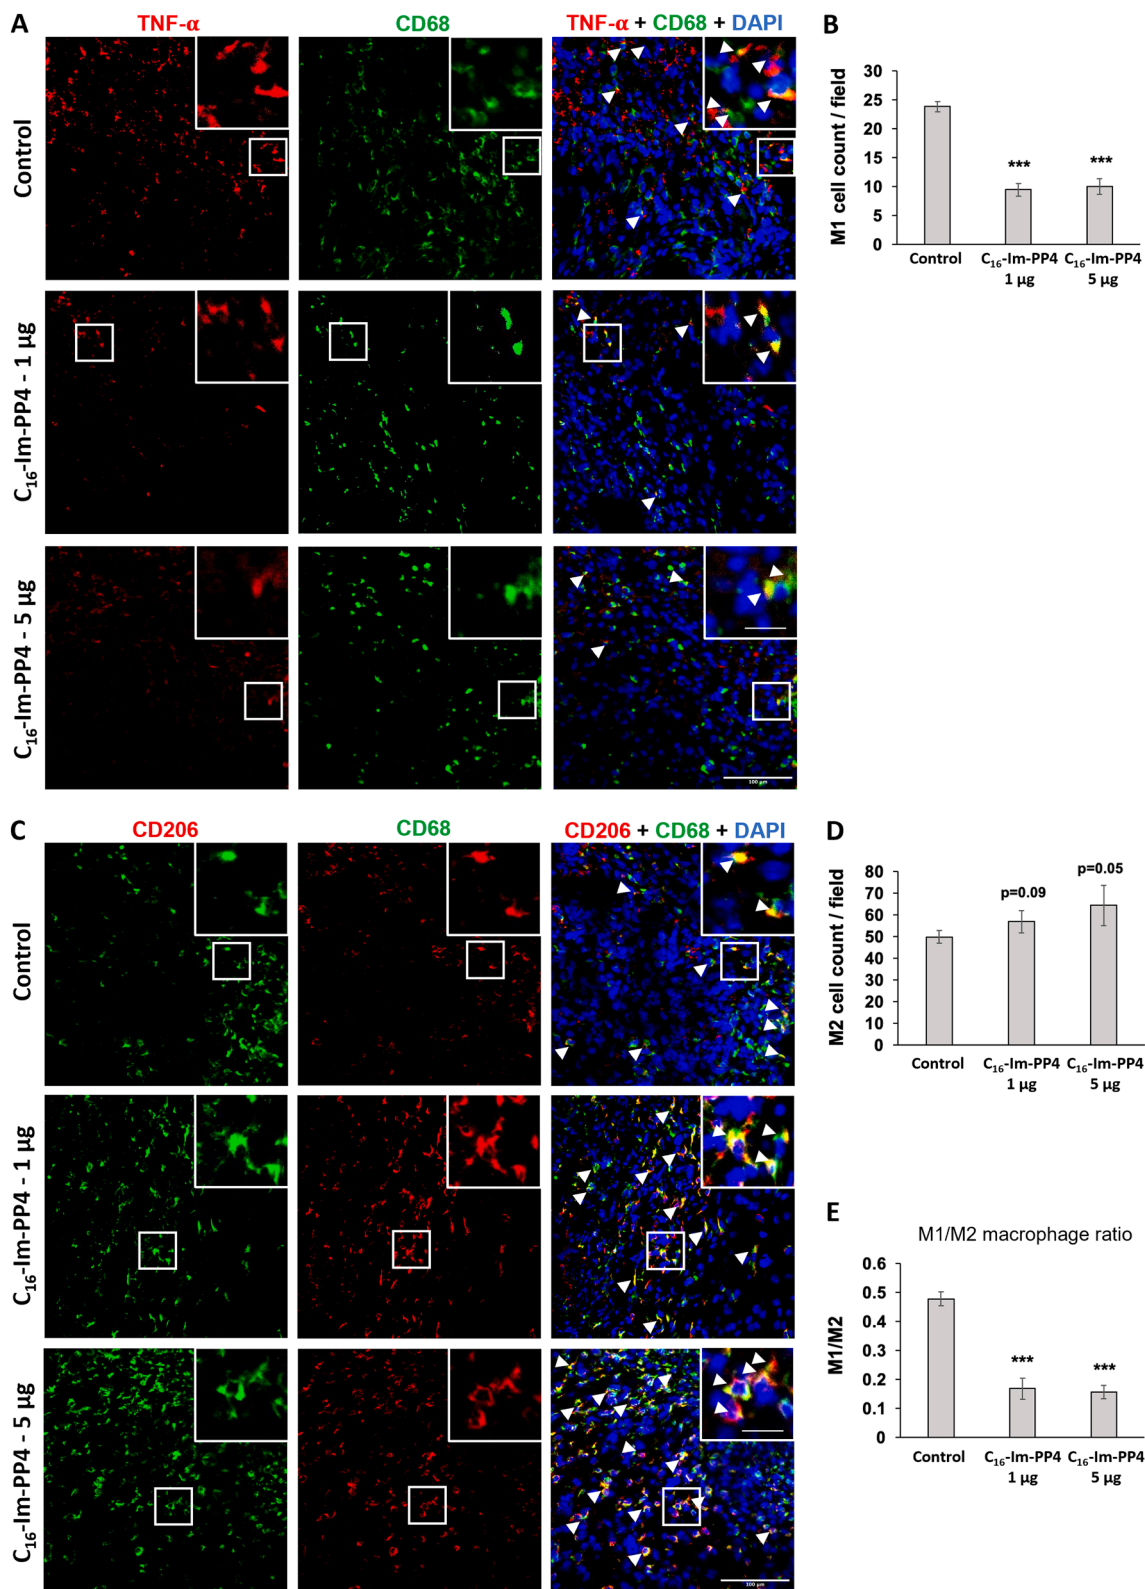 A
TNF-α
CD68
TNF-α + CD68 + DAPI
Control
C₁₆-Im-PP4 - 1 µg
C₁₆-Im-PP4 - 5 µg
100 µm
B
M1 cell count / field
30
25
20
15
10
5
0
***
***
Control
C₁₆-Im-PP4
1 µg
C₁₆-Im-PP4
5 µg
C
CD206
CD68
CD206 + CD68 + DAPI
Control
C₁₆-Im-PP4 - 1 µg
C₁₆-Im-PP4 - 5 µg
100 µm
D
M2 cell count / field
80
70
60
50
40
30
20
10
0
p=0.09
p=0.05
Control
C₁₆-Im-PP4
1 µg
C₁₆-Im-PP4
5 µg
E
M1/M2 macrophage ratio
M1/M2
0.6
0.5
0.4
0.3
0.2
0.1
0
***
***
Control
C₁₆-Im-PP4
1 µg
C₁₆-Im-PP4
5 µg